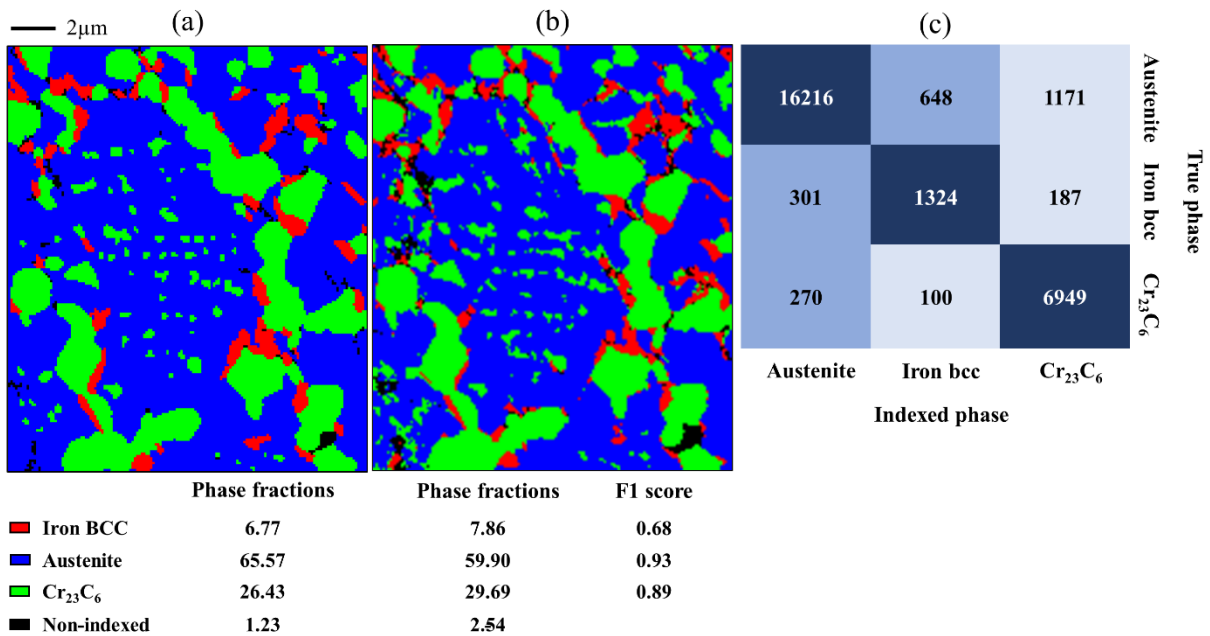 2µm
(a)
(b)
(c)
16216 648 1171
301 1324 187
270 100 6949
Austenite
Iron bcc
Cr₂₃C₆
True phase
Austenite Iron bcc Cr₂₃C₆
Indexed phase
Phase fractions Phase fractions F1 score
Iron BCC 6.77 7.86 0.68
Austenite 65.57 59.90 0.93
Cr₂₃C₆ 26.43 29.69 0.89
Non-indexed 1.23 2.54